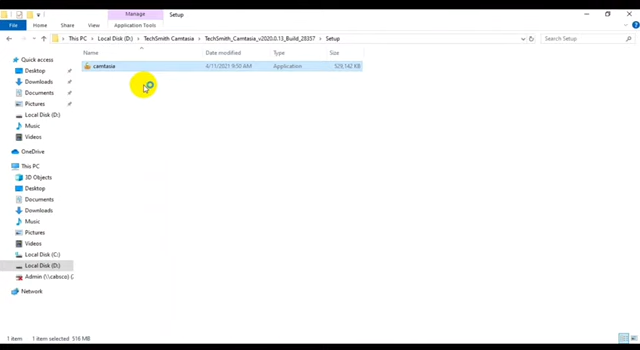 Manage Setup
File Home Share View Application Tools
This PC > Local Disk (D:) > TechSmith Camtasia > TechSmith_Camtasia_v2020.0.13_Build_28357 > Setup
Search Setup
Name Date modified Type Size
camtasia 4/11/2021 9:50 AM Application 529,142 KB
Quick access
Desktop
Downloads
Documents
Pictures
Local Disk (D:)
Music
Videos
OneDrive
This PC
3D Objects
Desktop
Documents
Downloads
Music
Pictures
Videos
Local Disk (C:)
Local Disk (D:)
Admin (\\cabsco) (
Network
1 item 1 item selected 516 MB